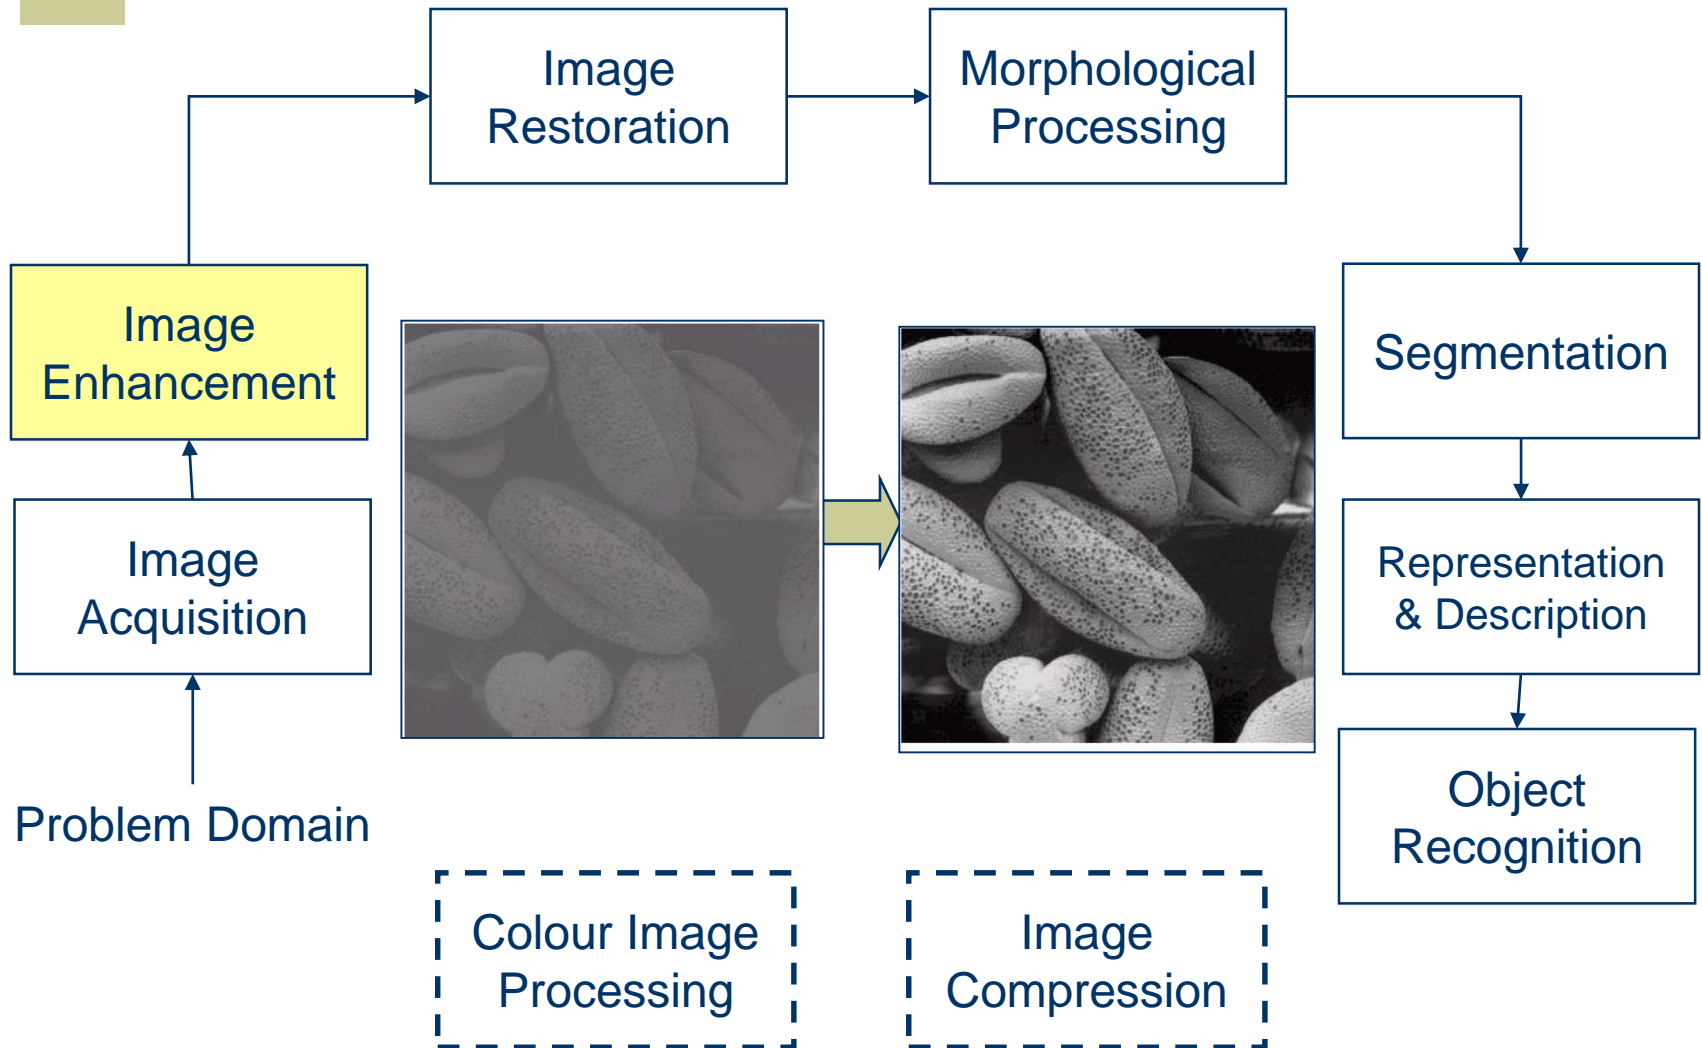 Image
Restoration
Morphological
Processing
Image
Enhancement
Segmentation
Image
Acquisition
Representation
& Description
Problem Domain
Object
Recognition
Colour Image
Processing
Image
Compression